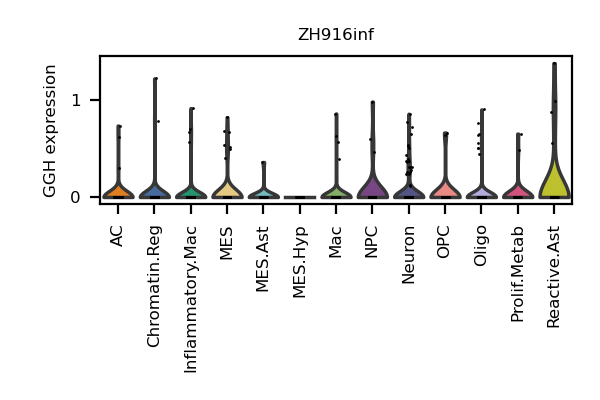 ZH916inf
GGH expression
1
0
AC
Chromatin.Reg
Inflammatory.Mac
MES
MES.Ast
MES.Hyp
Mac
NPC
Neuron
OPC
Oligo
Prolif.Metab
Reactive.Ast